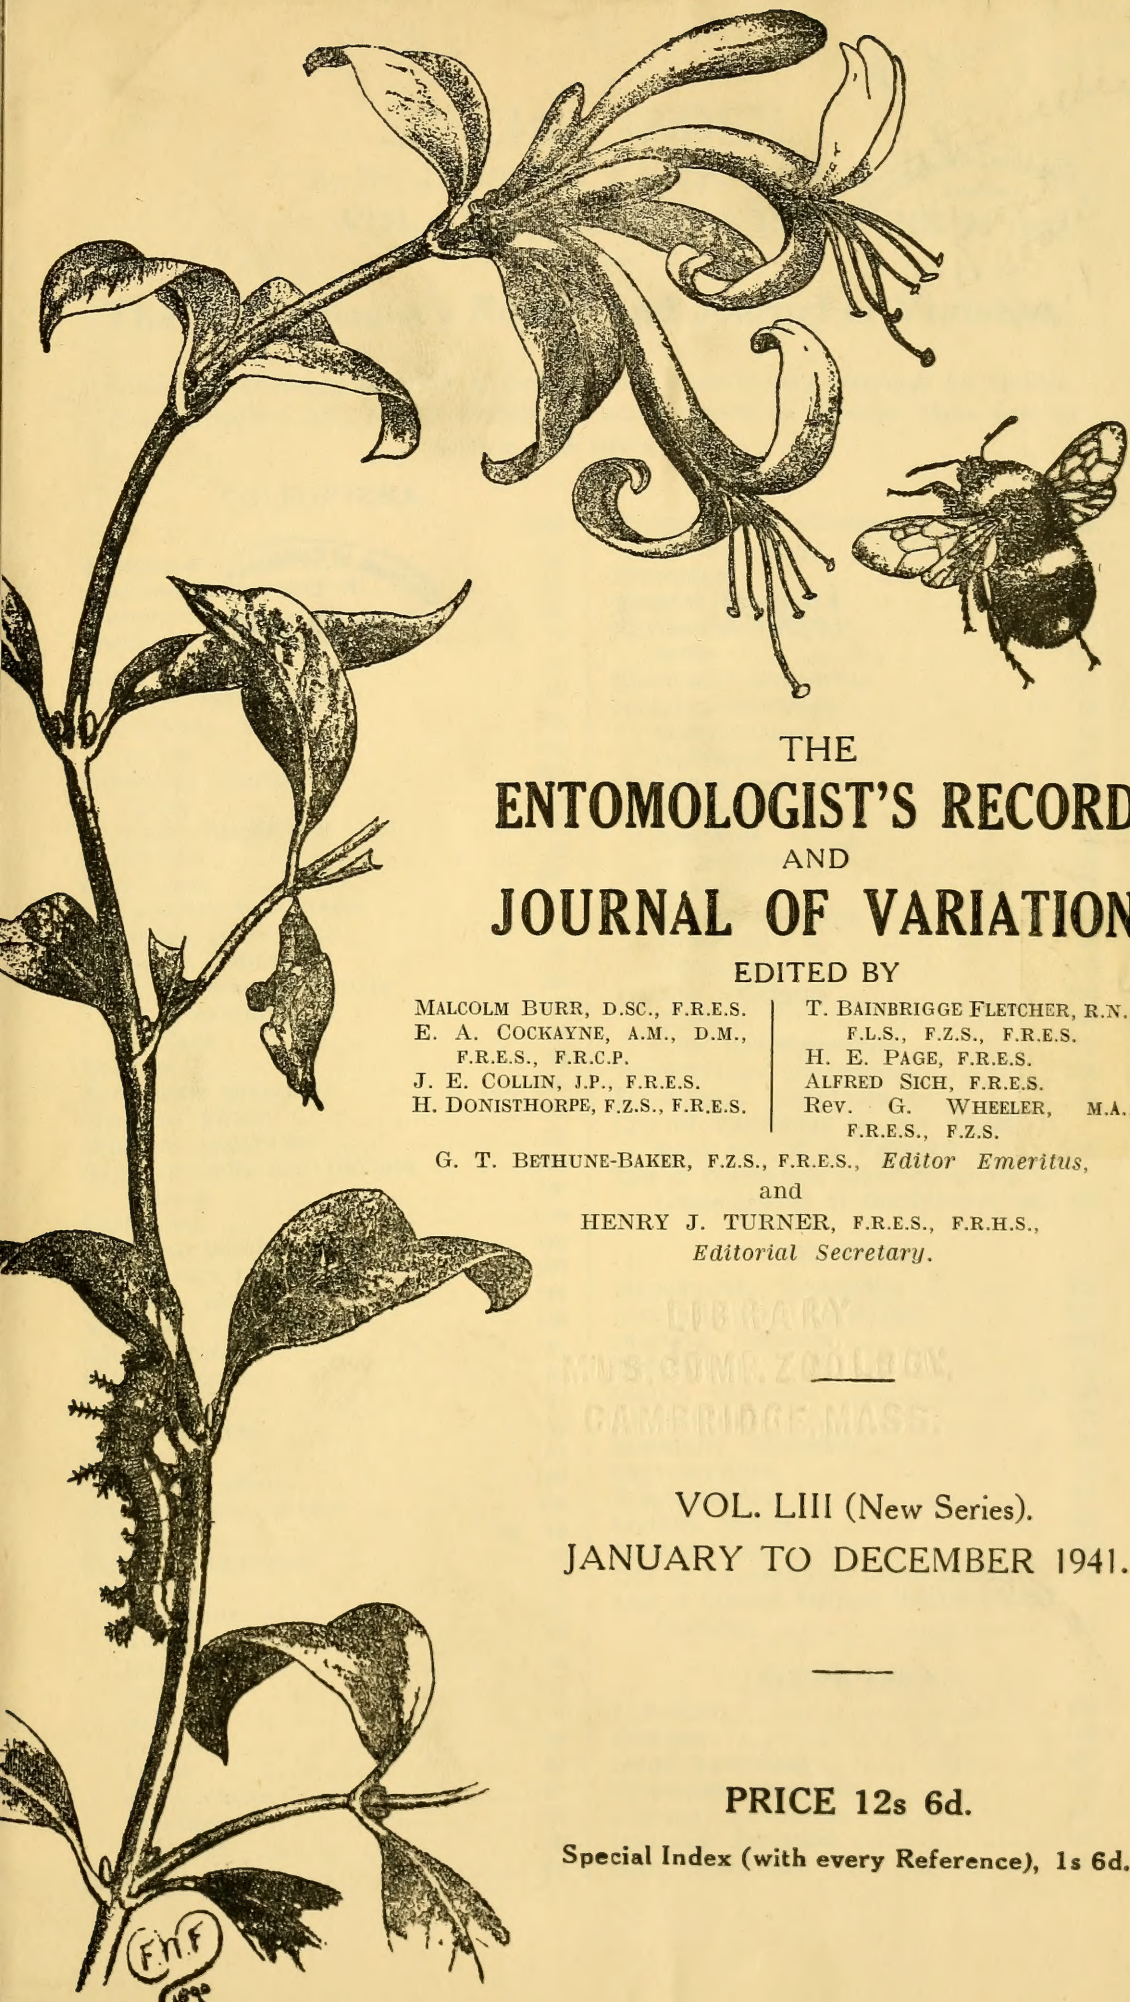 THE
ENTOMOLOGIST'S RECORD
AND
JOURNAL OF VARIATION
EDITED BY
MALCOLM BURR, D.SC., F.R.E.S.
E. A. COCKAYNE, A.M., D.M.,
F.R.E.S., F.R.C.P.
J. E. COLLIN, J.P., F.R.E.S.
H. DONISTHORPE, F.Z.S., F.R.E.S.
T. BAINBRIGGE FLETCHER, R.N.
F.L.S., F.Z.S., F.R.E.S.
H. E. PAGE, F.R.E.S.
ALFRED SICH, F.R.E.S.
Rev. G. WHEELER, M.A.
F.R.E.S., F.Z.S.
G. T. BETHUNE-BAKER, F.Z.S., F.R.E.S., Editor Emeritus,
and
HENRY J. TURNER, F.R.E.S., F.R.H.S.,
Editorial Secretary.
LIBRARY
MUS. COMP. ZOOLOGY,
CAMBRIDGE, MASS.
VOL. LIII (New Series).
JANUARY TO DECEMBER 1941.
PRICE 12s 6d.
Special Index (with every Reference), 1s 6d.
F.N.F
1890